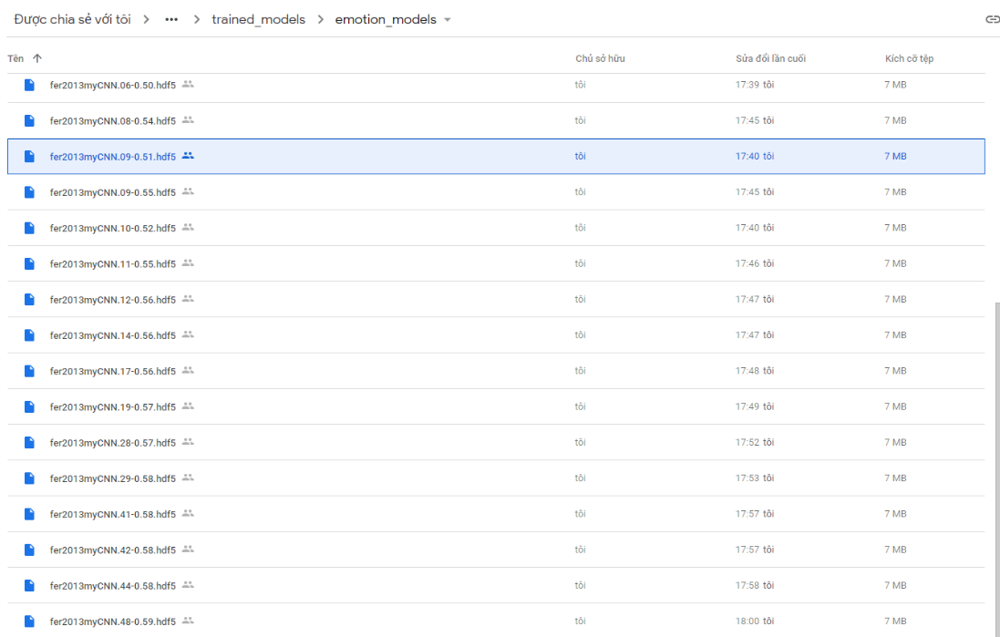 Được chia sẻ với tôi > ••• > trained_models > emotion_models
Tên Chủ sở hữu Sửa đổi lần cuối Kích cỡ tệp
fer2013myCNN.06-0.50.hdf5 tôi 17:39 tôi 7 MB
fer2013myCNN.08-0.54.hdf5 tôi 17:45 tôi 7 MB
fer2013myCNN.09-0.51.hdf5 tôi 17:40 tôi 7 MB
fer2013myCNN.09-0.55.hdf5 tôi 17:45 tôi 7 MB
fer2013myCNN.10-0.52.hdf5 tôi 17:40 tôi 7 MB
fer2013myCNN.11-0.55.hdf5 tôi 17:46 tôi 7 MB
fer2013myCNN.12-0.56.hdf5 tôi 17:47 tôi 7 MB
fer2013myCNN.14-0.56.hdf5 tôi 17:47 tôi 7 MB
fer2013myCNN.17-0.56.hdf5 tôi 17:48 tôi 7 MB
fer2013myCNN.19-0.57.hdf5 tôi 17:49 tôi 7 MB
fer2013myCNN.28-0.57.hdf5 tôi 17:52 tôi 7 MB
fer2013myCNN.29-0.58.hdf5 tôi 17:53 tôi 7 MB
fer2013myCNN.41-0.58.hdf5 tôi 17:57 tôi 7 MB
fer2013myCNN.42-0.58.hdf5 tôi 17:57 tôi 7 MB
fer2013myCNN.44-0.58.hdf5 tôi 17:58 tôi 7 MB
fer2013myCNN.48-0.59.hdf5 tôi 18:00 tôi 7 MB